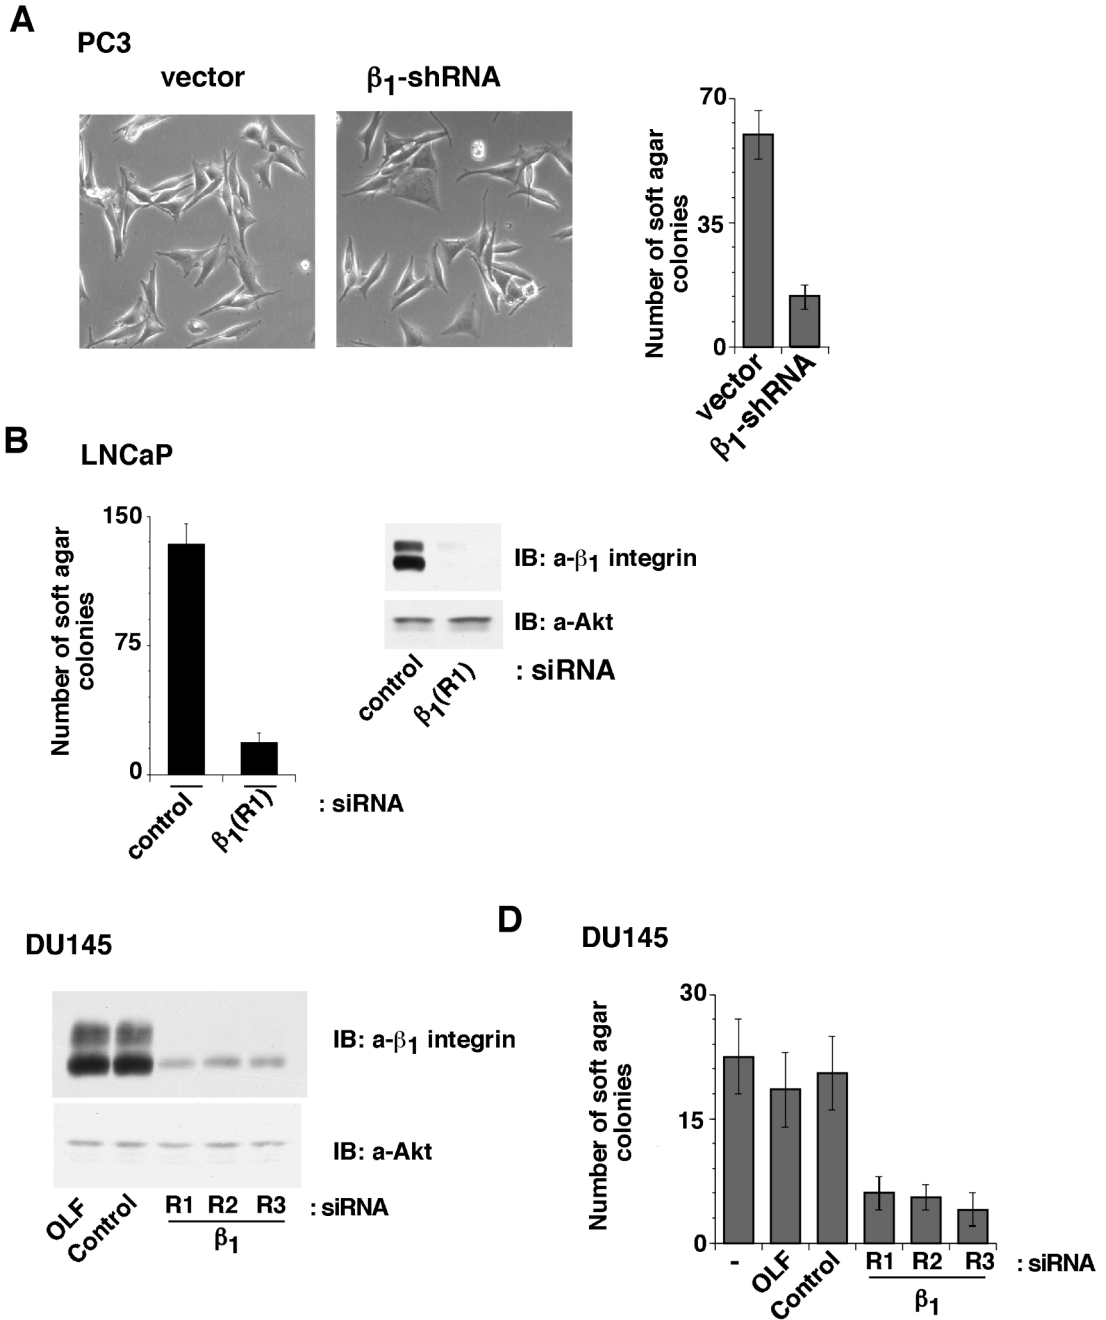 A
PC3
vector
β1-shRNA
Number of soft agar
colonies
70
35
0
vector
β1-shRNA
B
LNCaP
Number of soft agar
colonies
150
75
0
control
β1(R1)
: siRNA
IB: a-β1 integrin
IB: a-Akt
control
β1(R1)
: siRNA
DU145
IB: a-β1 integrin
IB: a-Akt
OLF
Control
R1 R2 R3
: siRNA
β1
D
DU145
Number of soft agar
colonies
30
15
0
-
OLF
Control
R1 R2 R3
: siRNA
β1